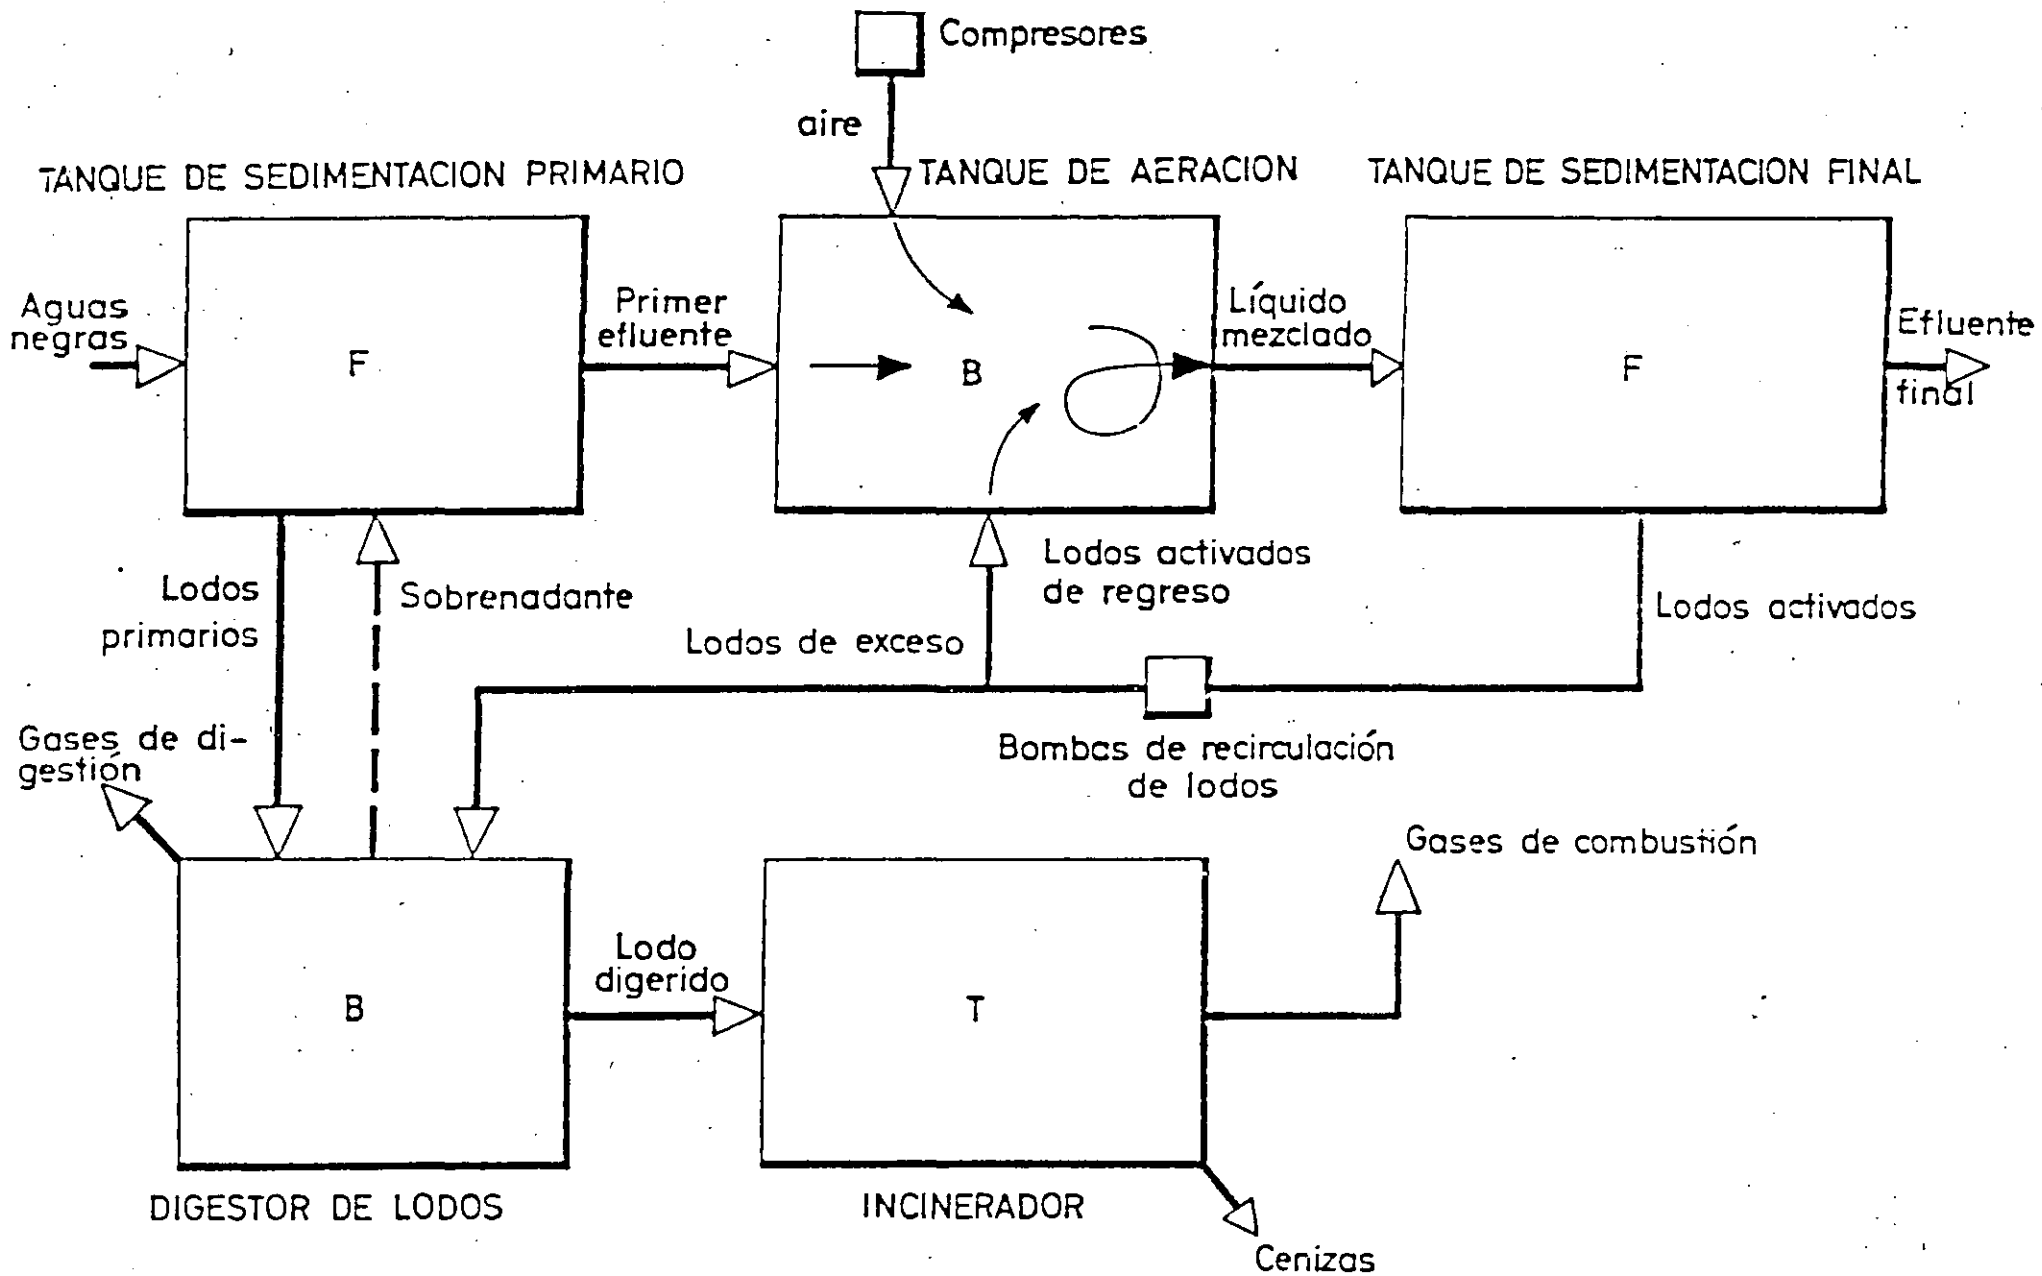 Compresores
aire
TANQUE DE SEDIMENTACION PRIMARIO
TANQUE DE AERACION
TANQUE DE SEDIMENTACION FINAL
Aguas
negras
F
Primer
efluente
B
Líquido
mezclado
F
Efluente
final
Lodos
primarios
Sobrenadante
Lodos activados
de regreso
Lodos de exceso
Lodos activados
Gases de di-
gestión
Bombas de recirculación
de lodos
Gases de combustión
B
Lodo
digerido
T
DIGESTOR DE LODOS
INCINERADOR
Cenizas